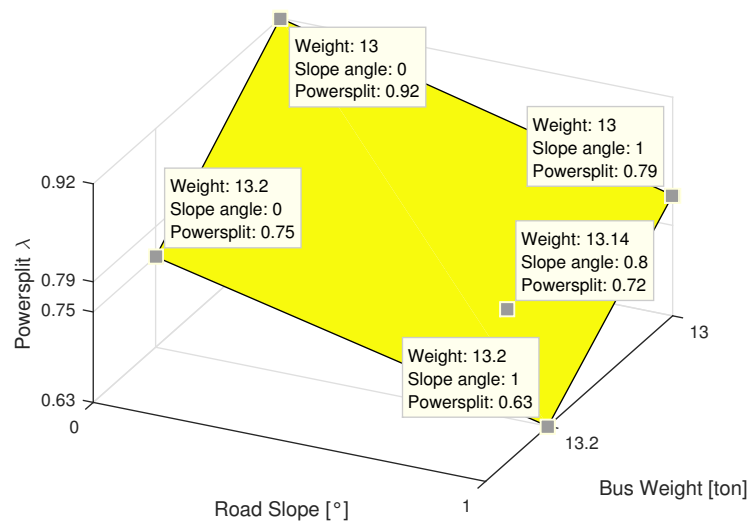 Weight: 13
Slope angle: 0
Powersplit: 0.92
Weight: 13
Slope angle: 1
Powersplit: 0.79
Weight: 13.2
Slope angle: 0
Powersplit: 0.75
Weight: 13.14
Slope angle: 0.8
Powersplit: 0.72
Weight: 13.2
Slope angle: 1
Powersplit: 0.63
0.92
0.79
0.75
0.63
Powersplit λ
0
1
Road Slope [°]
13
13.2
Bus Weight [ton]